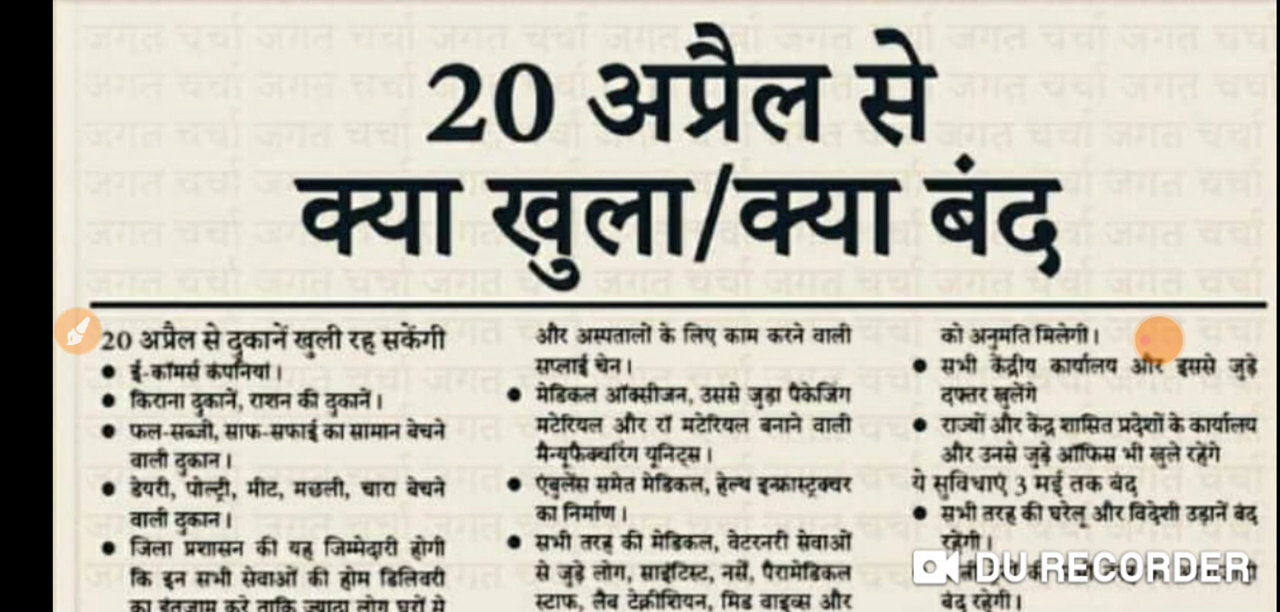 20 अप्रैल से
क्या खुला/क्या बंद
20 अप्रैल से दुकानें खुली रह सकेंगी
● ई-कॉमर्स कंपनियां।
● किराना दुकानें, राशन की दुकानें।
● फल-सब्जी, साफ-सफाई का सामान बेचने
वाली दुकान।
● डेयरी, पोल्ट्री, मीट, मछली, चारा बेचने
वाली दुकान।
● जिला प्रशासन की यह जिम्मेदारी होगी
कि इन सभी सेवाओं की होम डिलिवरी
का इंतजाम करे ताकि ज्यादा लोग घरों से
और अस्पतालों के लिए काम करने वाली
सप्लाई चेन।
● मेडिकल ऑक्सीजन, उससे जुड़ा पैकेजिंग
मटेरियल और रॉ मटेरियल बनाने वाली
मैन्यूफैक्चरिंग यूनिट्स।
● एंबुलेंस समेत मेडिकल, हेल्थ इन्फ्रास्ट्रक्चर
का निर्माण।
● सभी तरह की मेडिकल, वेटरनरी सेवाओं
से जुड़े लोग, साइंटिस्ट, नर्सें, पैरामेडिकल
स्टाफ, लैब टेक्नीशियन, मिड वाइव्स और
को अनुमति मिलेगी।
● सभी केंद्रीय कार्यालय और इससे जुड़े
दफ्तर खुलेंगे
● राज्यों और केंद्र शासित प्रदेशों के कार्यालय
और उनसे जुड़े ऑफिस भी खुले रहेंगे
ये सुविधाएं 3 मई तक बंद
● सभी तरह की घरेलू और विदेशी उड़ानें बंद
रहेंगी।
बंद रहेगी।
DU RECORDER